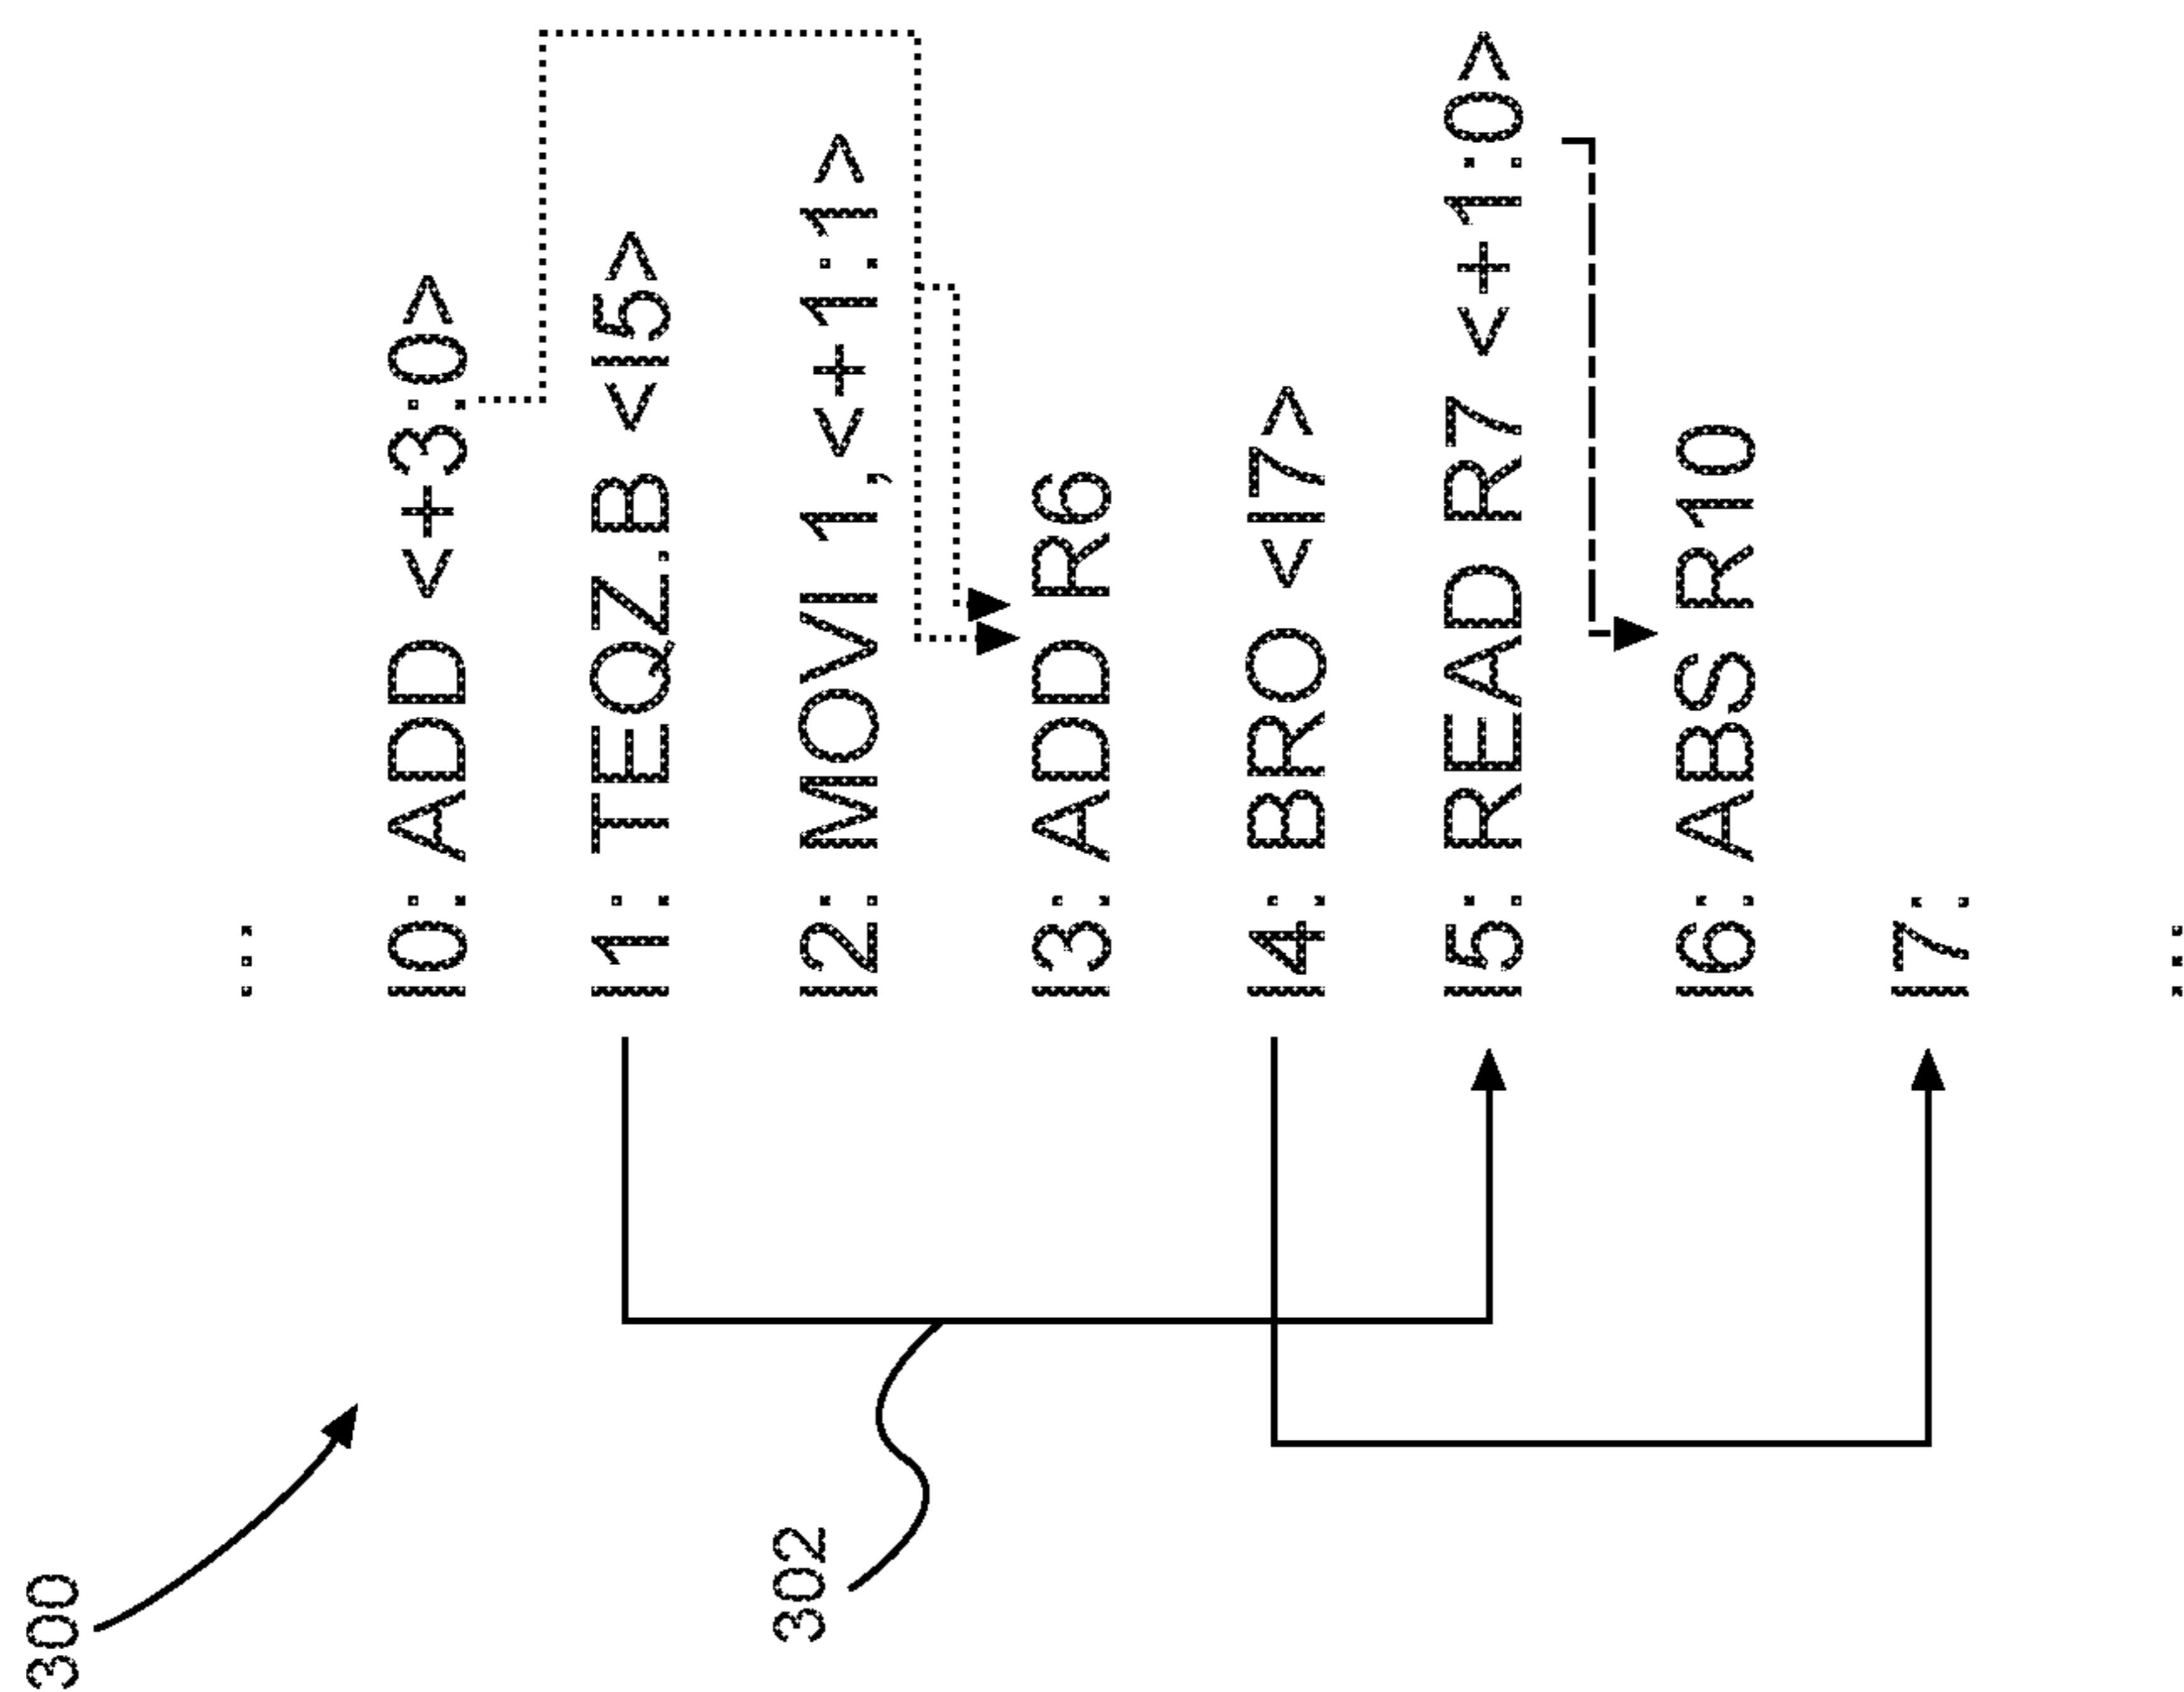 300
...
I0: ADD <+3:0>
I1: TEQZ.B <I5>
302
I2: MOVI 1,<+1:1>
I3: ADD R6
I4: BRO <I7>
I5: READ R7 <+1:0>
I6: ABS R10
I7:
...